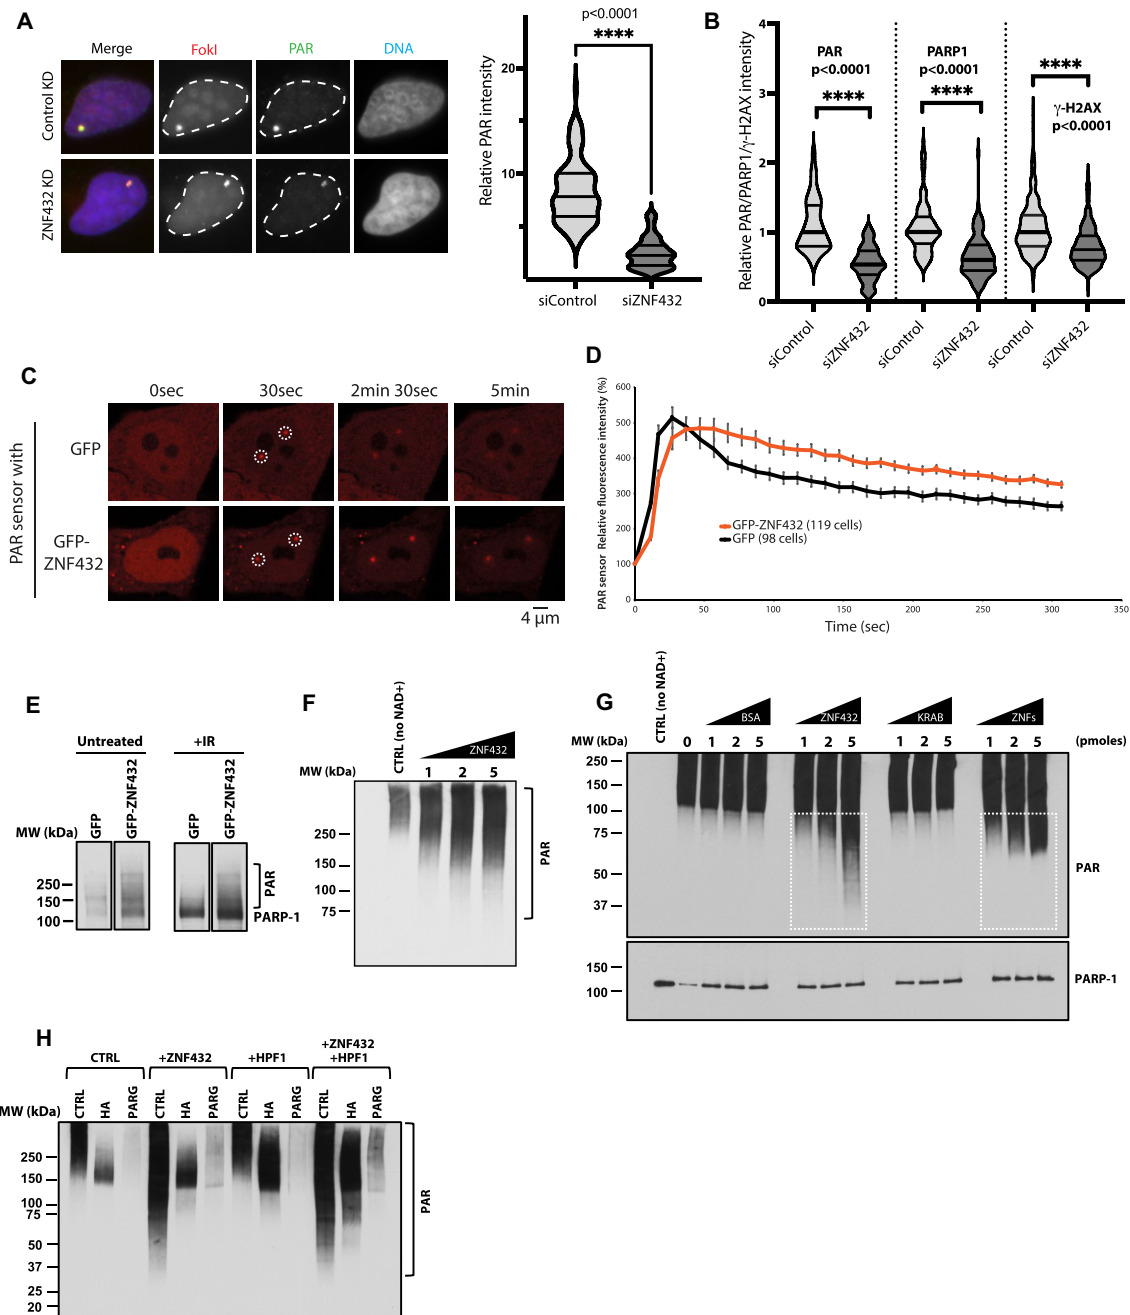 A
Merge
FokI
PAR
DNA
Control KD
ZNF432 KD
Relative PAR intensity
p<0.0001
****
20
10
0
siControl
siZNF432
B
Relative PAR/PARP1/γ-H2AX intensity
4
3
2
1
0
PAR
p<0.0001
****
PARP1
p<0.0001
****
****
γ-H2AX
p<0.0001
siControl
siZNF432
siControl
siZNF432
siControl
siZNF432
C
0sec
30sec
2min 30sec
5min
PAR sensor with
GFP
GFP-
ZNF432
4 µm
D
PAR sensor Relative fluorescence intensity (%)
600
500
400
300
200
100
0
GFP-ZNF432 (119 cells)
GFP (98 cells)
0
50
100
150
200
250
300
350
Time (sec)
E
Untreated
+IR
GFP
GFP-ZNF432
GFP
GFP-ZNF432
MW (kDa)
250
150
100
PAR
PARP-1
F
CTRL (no NAD+)
ZNF432
MW (kDa)
1 2 5
250
150
100
75
PAR
G
CTRL (no NAD+)
BSA
ZNF432
KRAB
ZNFs
MW (kDa)
0 1 2 5 1 2 5 1 2 5 1 2 5 (pmoles)
250
150
100
75
50
37
PAR
150
100
PARP-1
H
CTRL
+ZNF432
+HPF1
+ZNF432
+HPF1
MW (kDa)
CTRL
HA
PARG
CTRL
HA
PARG
CTRL
HA
PARG
CTRL
HA
PARG
250
150
100
75
50
37
25
20
PAR